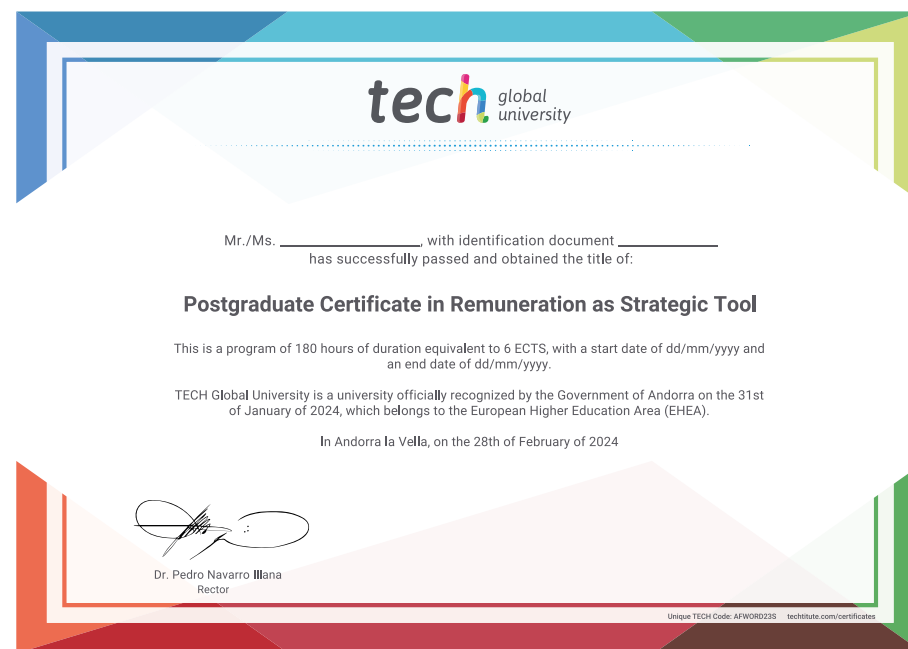 tech global
university
Mr./Ms. ____________, with identification document ____________
has successfully passed and obtained the title of:
Postgraduate Certificate in Remuneration as Strategic Tool
This is a program of 180 hours of duration equivalent to 6 ECTS, with a start date of dd/mm/yyyy and
an end date of dd/mm/yyyy.
TECH Global University is a university officially recognized by the Government of Andorra on the 31st
of January of 2024, which belongs to the European Higher Education Area (EHEA).
In Andorra la Vella, on the 28th of February of 2024
Dr. Pedro Navarro Illana
Rector
Unique TECH Code: AFWORD23S techtitute.com/certificates